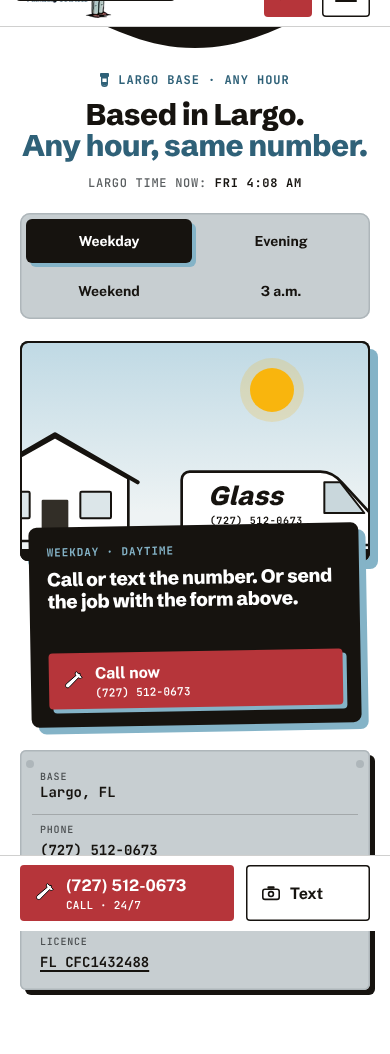 LARGO BASE · ANY HOUR
Based in Largo.
Any hour, same number.
LARGO TIME NOW: FRI 4:08 AM
Weekday
Evening
Weekend
3 a.m.
Glass
(727) 512-0673
WEEKDAY · DAYTIME
Call or text the number. Or send
the job with the form above.
Call now
(727) 512-0673
BASE
Largo, FL
PHONE
(727) 512-0673
(727) 512-0673
CALL · 24/7
Text
LICENCE
FL CFC1432488